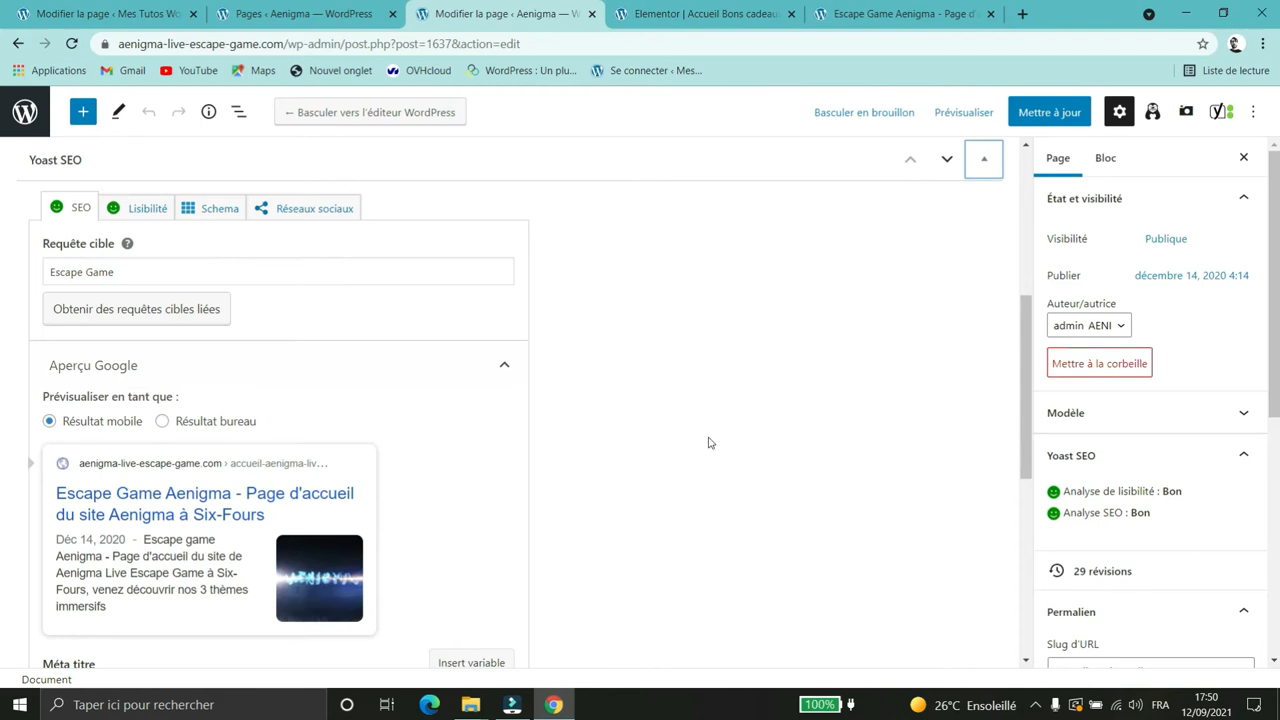 Modifier la page ‹ Mes Tutos Wo
Pages ‹ Aenigma — WordPress
Modifier la page ‹ Aenigma — W
Elementor | Accueil Bons cadeau
Escape Game Aenigma - Page d'
aenigma-live-escape-game.com/wp-admin/post.php?post=1637&action=edit
Applications
Gmail
YouTube
Maps
Nouvel onglet
OVHcloud
WordPress : Un plu...
Se connecter ‹ Mes...
Liste de lecture
← Basculer vers l'éditeur WordPress
Basculer en brouillon
Prévisualiser
Mettre à jour
Yoast SEO
Page
Bloc
SEO
Lisibilité
Schema
Réseaux sociaux
État et visibilité
Requête cible
Visibilité
Publique
Escape Game
Publier
décembre 14, 2020 4:14
Obtenir des requêtes cibles liées
Auteur/autrice
admin AENI
Aperçu Google
Mettre à la corbeille
Prévisualiser en tant que :
Résultat mobile
Résultat bureau
Modèle
Yoast SEO
aenigma-live-escape-game.com › accueil-aenigma-liv...
Escape Game Aenigma - Page d'accueil
du site Aenigma à Six-Fours
Analyse de lisibilité : Bon
Analyse SEO : Bon
Déc 14, 2020 - Escape game
Aenigma - Page d'accueil du site de
Aenigma Live Escape Game à Six-
Fours, venez découvrir nos 3 thèmes
immersifs
29 révisions
Permalien
Slug d'URL
Méta titre
Insert variable
Document
Taper ici pour rechercher
100%
26°C Ensoleillé
FRA
17:50
12/09/2021